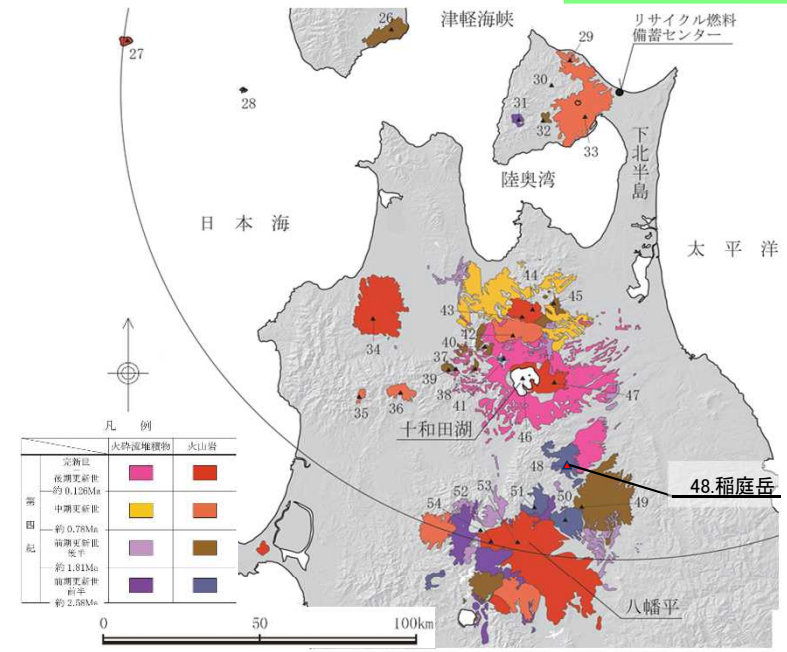 26
津軽海峡
リサイクル燃料
備蓄センター
27
29
30
28
31
32
33
下北半島
陸奥湾
日本海
太平洋
44
45
43
42
34
40
37
39
38
41
35
36
47
46
十和田湖
凡例
火砕流堆積物
火山岩
第四紀
完新世
~
後期更新世
約0.126Ma
中期更新世
約0.78Ma
前期更新世
後半
約1.81Ma
前期更新世
前半
約2.58Ma
48
48.稲庭岳
53
52
51
50
49
54
八幡平
0
50
100km